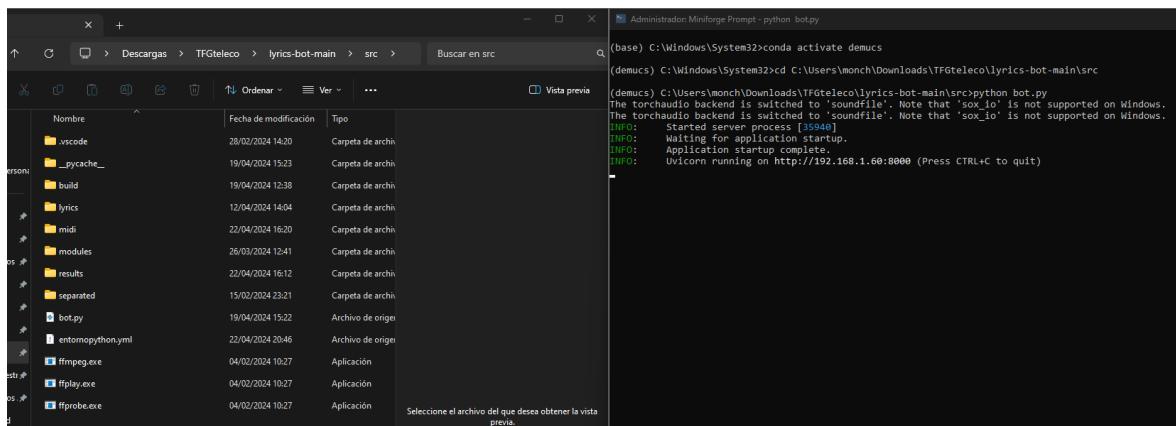 Descargas > TFGteleco > lyrics-bot-main > src >
Buscar en src
Ordenar
Ver
Vista previa
Nombre Fecha de modificación Tipo
.vscode 28/02/2024 14:20 Carpeta de archiv
__pycache__ 19/04/2024 15:23 Carpeta de archiv
build 19/04/2024 12:38 Carpeta de archiv
lyrics 12/04/2024 14:04 Carpeta de archiv
midi 22/04/2024 16:20 Carpeta de archiv
modules 26/03/2024 12:41 Carpeta de archiv
results 22/04/2024 16:12 Carpeta de archiv
separated 15/02/2024 23:21 Carpeta de archiv
bot.py 19/04/2024 15:22 Archivo de origen
entornopython.yml 22/04/2024 20:46 Archivo de origen
ffmpeg.exe 04/02/2024 10:27 Aplicación
ffplay.exe 04/02/2024 10:27 Aplicación
ffprobe.exe 04/02/2024 10:27 Aplicación
Seleccione el archivo del que desea obtener la vista
previa.
Administrador: Miniforge Prompt - python bot.py
(base) C:\Windows\System32>conda activate demucs
(demucs) C:\Windows\System32>cd C:\Users\monch\Downloads\TFGteleco\lyrics-bot-main\src
(demucs) C:\Users\monch\Downloads\TFGteleco\lyrics-bot-main\src>python bot.py
The torchaudio backend is switched to 'soundfile'. Note that 'sox_io' is not supported on Windows.
The torchaudio backend is switched to 'soundfile'. Note that 'sox_io' is not supported on Windows.
INFO: Started server process [35940]
INFO: Waiting for application startup.
INFO: Application startup complete.
INFO: Uvicorn running on http://192.168.1.60:8000 (Press CTRL+C to quit)